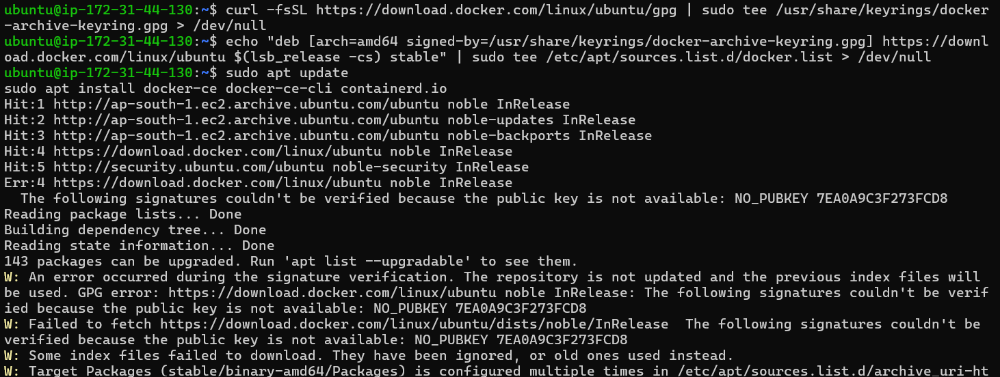 ubuntu@ip-172-31-44-130:~$ curl -fsSL https://download.docker.com/linux/ubuntu/gpg | sudo tee /usr/share/keyrings/docker
-archive-keyring.gpg > /dev/null
ubuntu@ip-172-31-44-130:~$ echo "deb [arch=amd64 signed-by=/usr/share/keyrings/docker-archive-keyring.gpg] https://downl
oad.docker.com/linux/ubuntu $(lsb_release -cs) stable" | sudo tee /etc/apt/sources.list.d/docker.list > /dev/null
ubuntu@ip-172-31-44-130:~$ sudo apt update
sudo apt install docker-ce docker-ce-cli containerd.io
Hit:1 http://ap-south-1.ec2.archive.ubuntu.com/ubuntu noble InRelease
Hit:2 http://ap-south-1.ec2.archive.ubuntu.com/ubuntu noble-updates InRelease
Hit:3 http://ap-south-1.ec2.archive.ubuntu.com/ubuntu noble-backports InRelease
Hit:4 https://download.docker.com/linux/ubuntu noble InRelease
Hit:5 http://security.ubuntu.com/ubuntu noble-security InRelease
Err:4 https://download.docker.com/linux/ubuntu noble InRelease
  The following signatures couldn't be verified because the public key is not available: NO_PUBKEY 7EA0A9C3F273FCD8
Reading package lists... Done
Building dependency tree... Done
Reading state information... Done
143 packages can be upgraded. Run 'apt list --upgradable' to see them.
W: An error occurred during the signature verification. The repository is not updated and the previous index files will
be used. GPG error: https://download.docker.com/linux/ubuntu noble InRelease: The following signatures couldn't be verif
ied because the public key is not available: NO_PUBKEY 7EA0A9C3F273FCD8
W: Failed to fetch https://download.docker.com/linux/ubuntu/dists/noble/InRelease  The following signatures couldn't be
verified because the public key is not available: NO_PUBKEY 7EA0A9C3F273FCD8
W: Some index files failed to download. They have been ignored, or old ones used instead.
W: Target Packages (stable/binary-amd64/Packages) is configured multiple times in /etc/apt/sources.list.d/archive_uri-ht